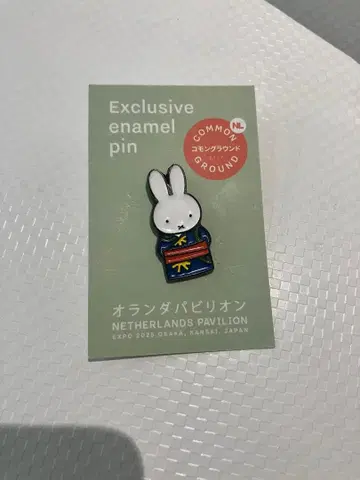 Exclusive
enamel
pin
NL
COMMON
コモングラウンド
GROUND
オランダパビリオン
NETHERLANDS PAVILION
EXPO 2025 OSAKA, KANSAI, JAPAN